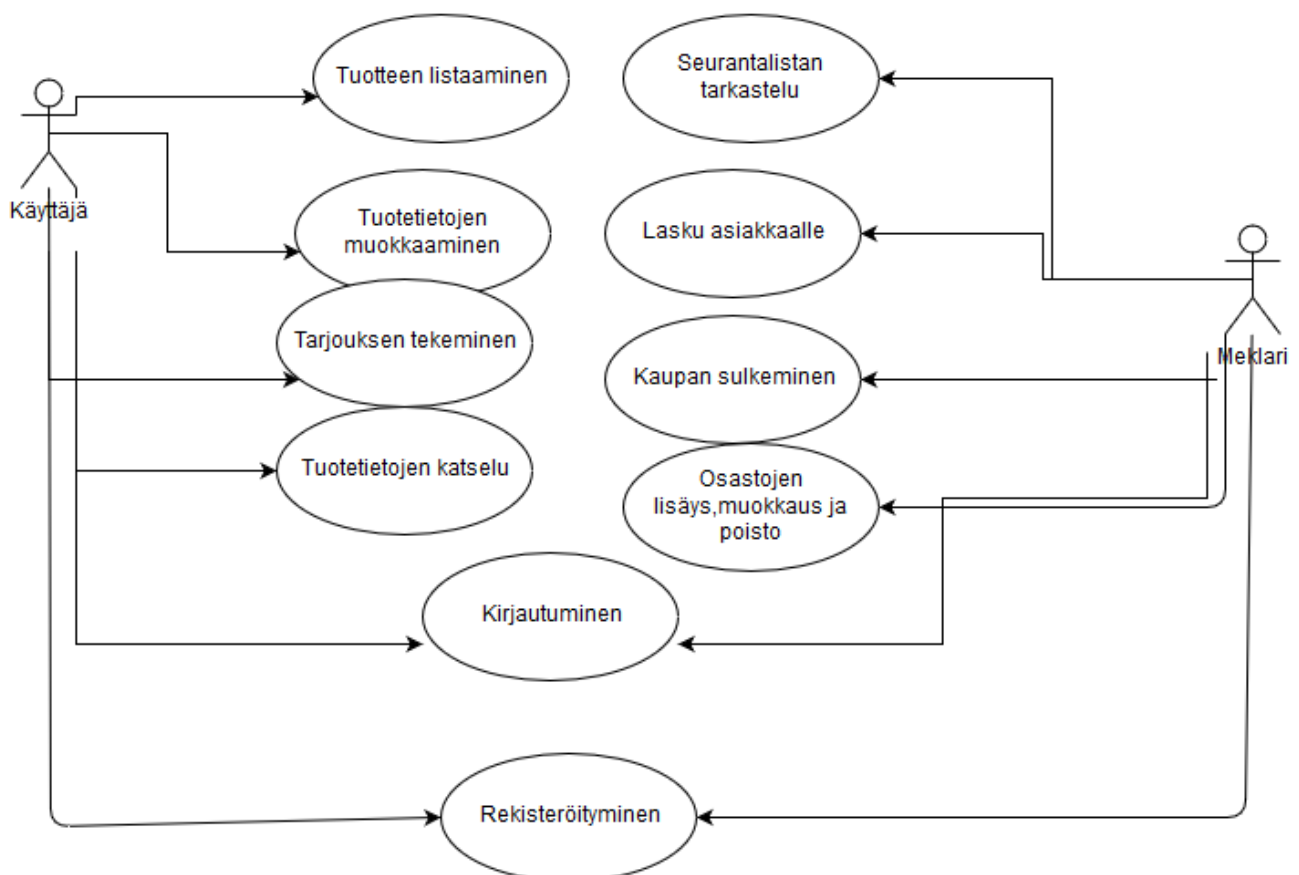 Tuotteen listaaminen
Seurantalistan
tarkastelu
Käyttäjä
Tuotetietojen
muokkaaminen
Lasku asiakkaalle
Tarjouksen tekeminen
Meklari
Kaupan sulkeminen
Tuotetietojen katselu
Osastojen
lisäys,muokkaus ja
poisto
Kirjautuminen
Rekisteröityminen